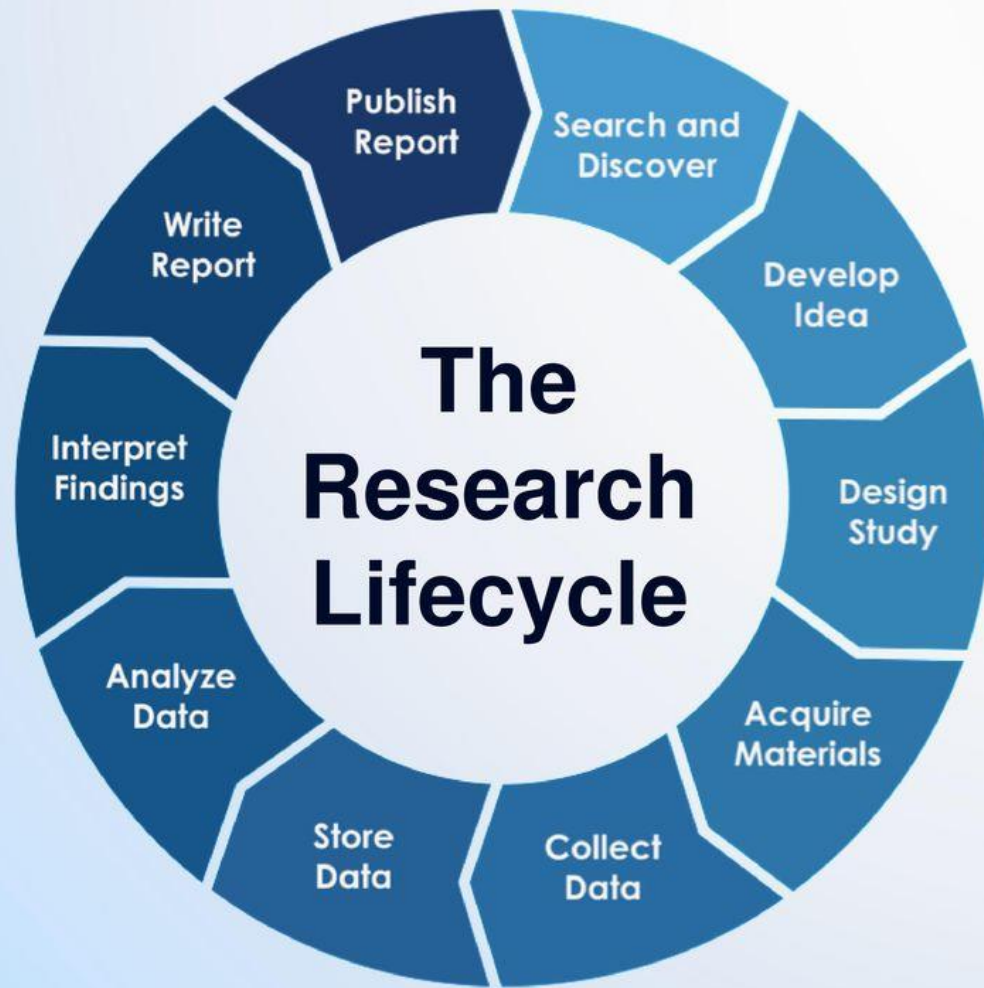 The
Research
Lifecycle
Search and
Discover
Develop
Idea
Design
Study
Acquire
Materials
Collect
Data
Store
Data
Analyze
Data
Interpret
Findings
Write
Report
Publish
Report